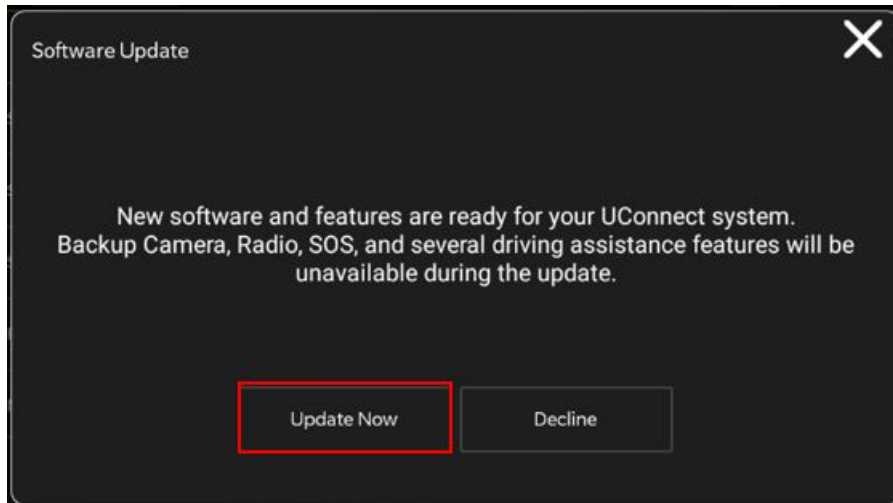 Software Update
New software and features are ready for your UConnect system.
Backup Camera, Radio, SOS, and several driving assistance features will be
unavailable during the update.
Update Now
Decline